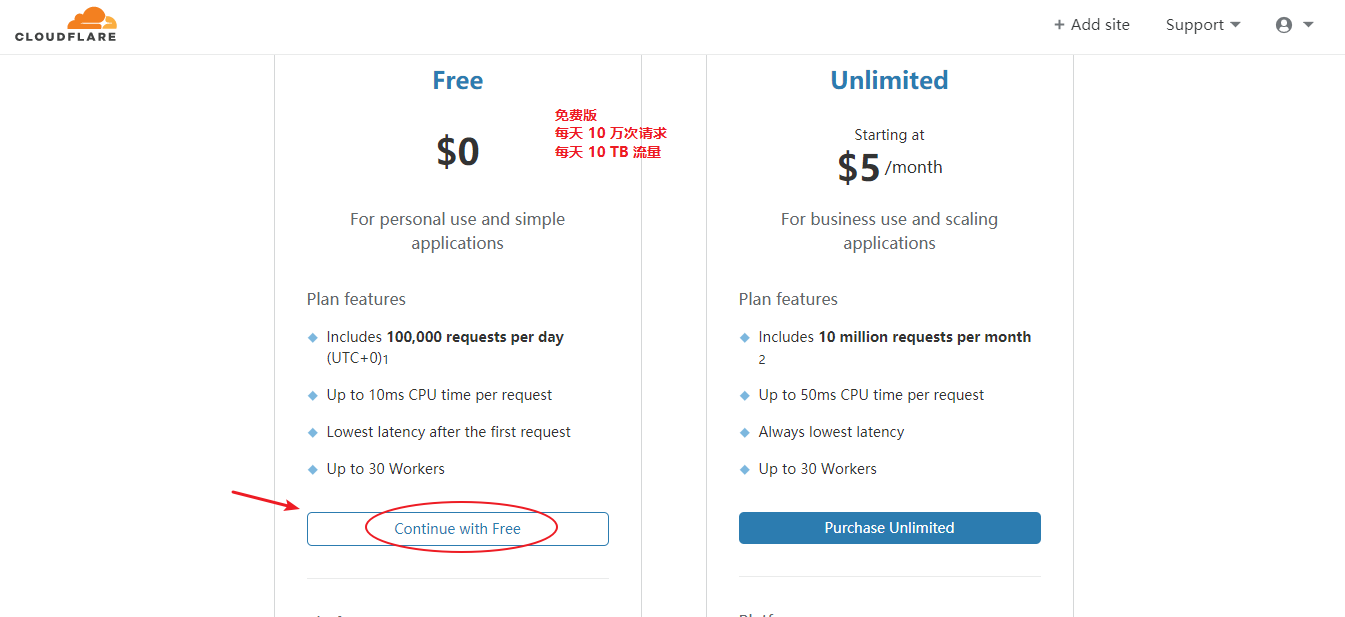 CLOUDFLARE
+ Add site
Support
Free
$0
免费版
每天 10 万次请求
每天 10 TB 流量
For personal use and simple
applications
Plan features
Includes 100,000 requests per day
(UTC+0)1
Up to 10ms CPU time per request
Lowest latency after the first request
Up to 30 Workers
Continue with Free
Unlimited
Starting at
$5 /month
For business use and scaling
applications
Plan features
Includes 10 million requests per month
2
Up to 50ms CPU time per request
Always lowest latency
Up to 30 Workers
Purchase Unlimited